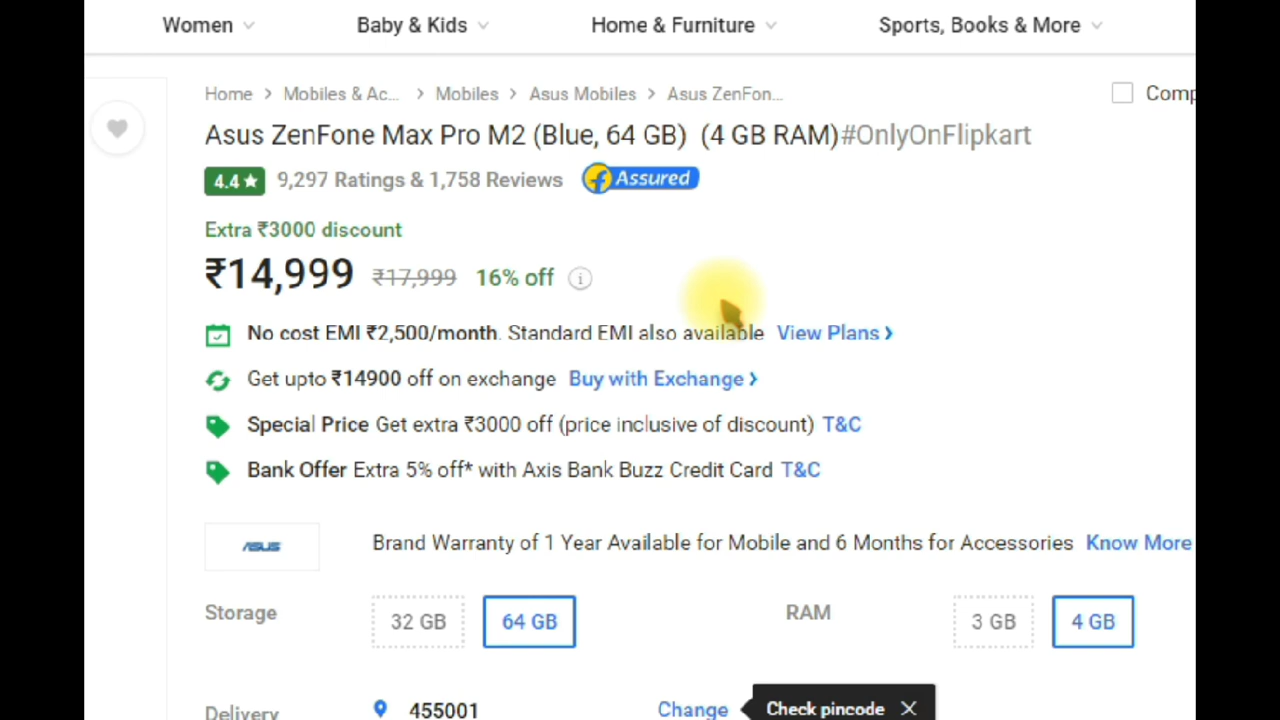 Women Baby & Kids Home & Furniture Sports, Books & More
Home > Mobiles & Ac... > Mobiles > Asus Mobiles > Asus ZenFon...
Asus ZenFone Max Pro M2 (Blue, 64 GB) (4 GB RAM)#OnlyOnFlipkart
4.4★ 9,297 Ratings & 1,758 Reviews Assured
Extra ₹3000 discount
₹14,999 ₹17,999 16% off i
No cost EMI ₹2,500/month. Standard EMI also available View Plans >
Get upto ₹14900 off on exchange Buy with Exchange >
Special Price Get extra ₹3000 off (price inclusive of discount) T&C
Bank Offer Extra 5% off* with Axis Bank Buzz Credit Card T&C
ASUS Brand Warranty of 1 Year Available for Mobile and 6 Months for Accessories Know More
Storage 32 GB 64 GB RAM 3 GB 4 GB
Delivery 455001 Change Check pincode ×